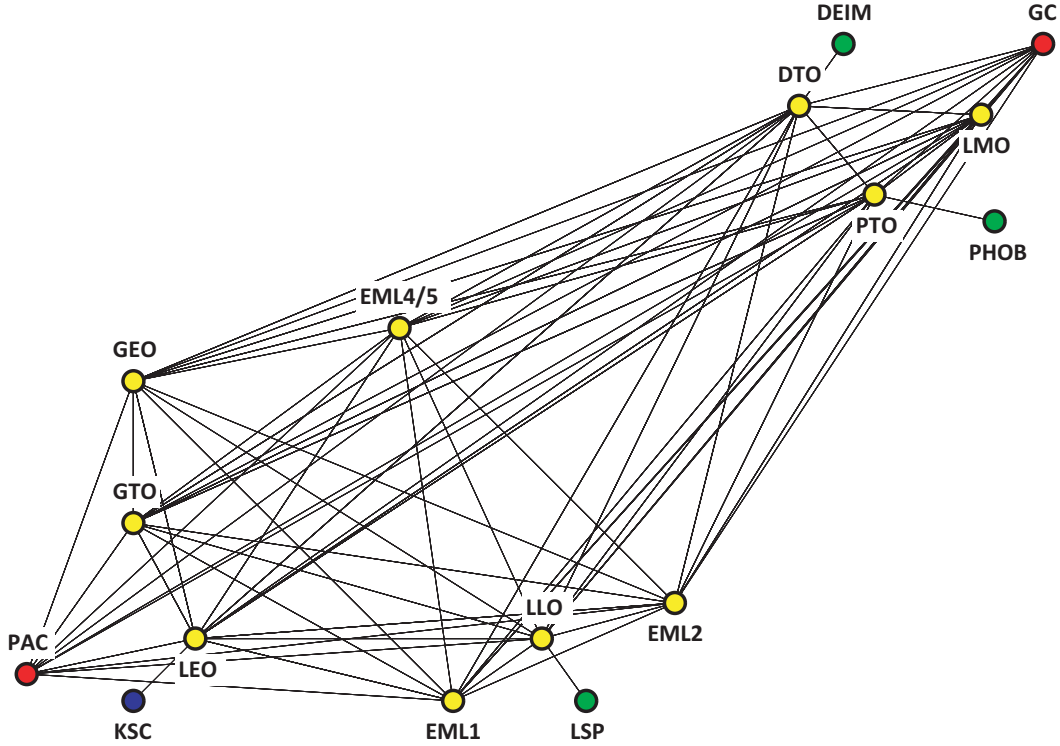 DEIM
GC
DTO
LMO
PTO
PHOB
EML4/5
GEO
GTO
LLO
EML2
PAC
LEO
KSC
EML1
LSP